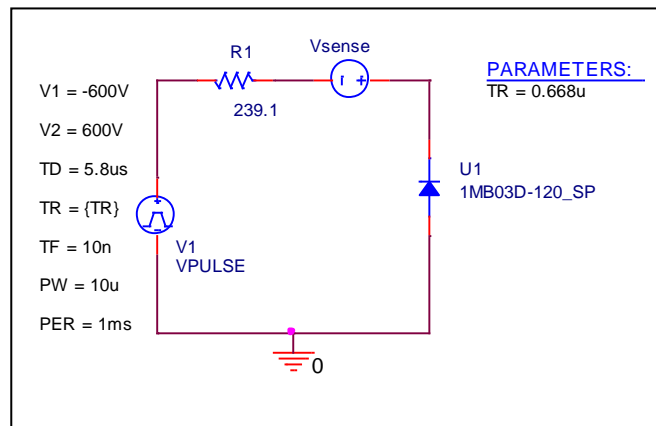 R1
Vsense
PARAMETERS:
TR = 0.668u
V1 = -600V
239.1
V2 = 600V
TD = 5.8us
U1
1MB03D-120_SP
TR = {TR}
TF = 10n
V1
VPULSE
PW = 10u
PER = 1ms
0